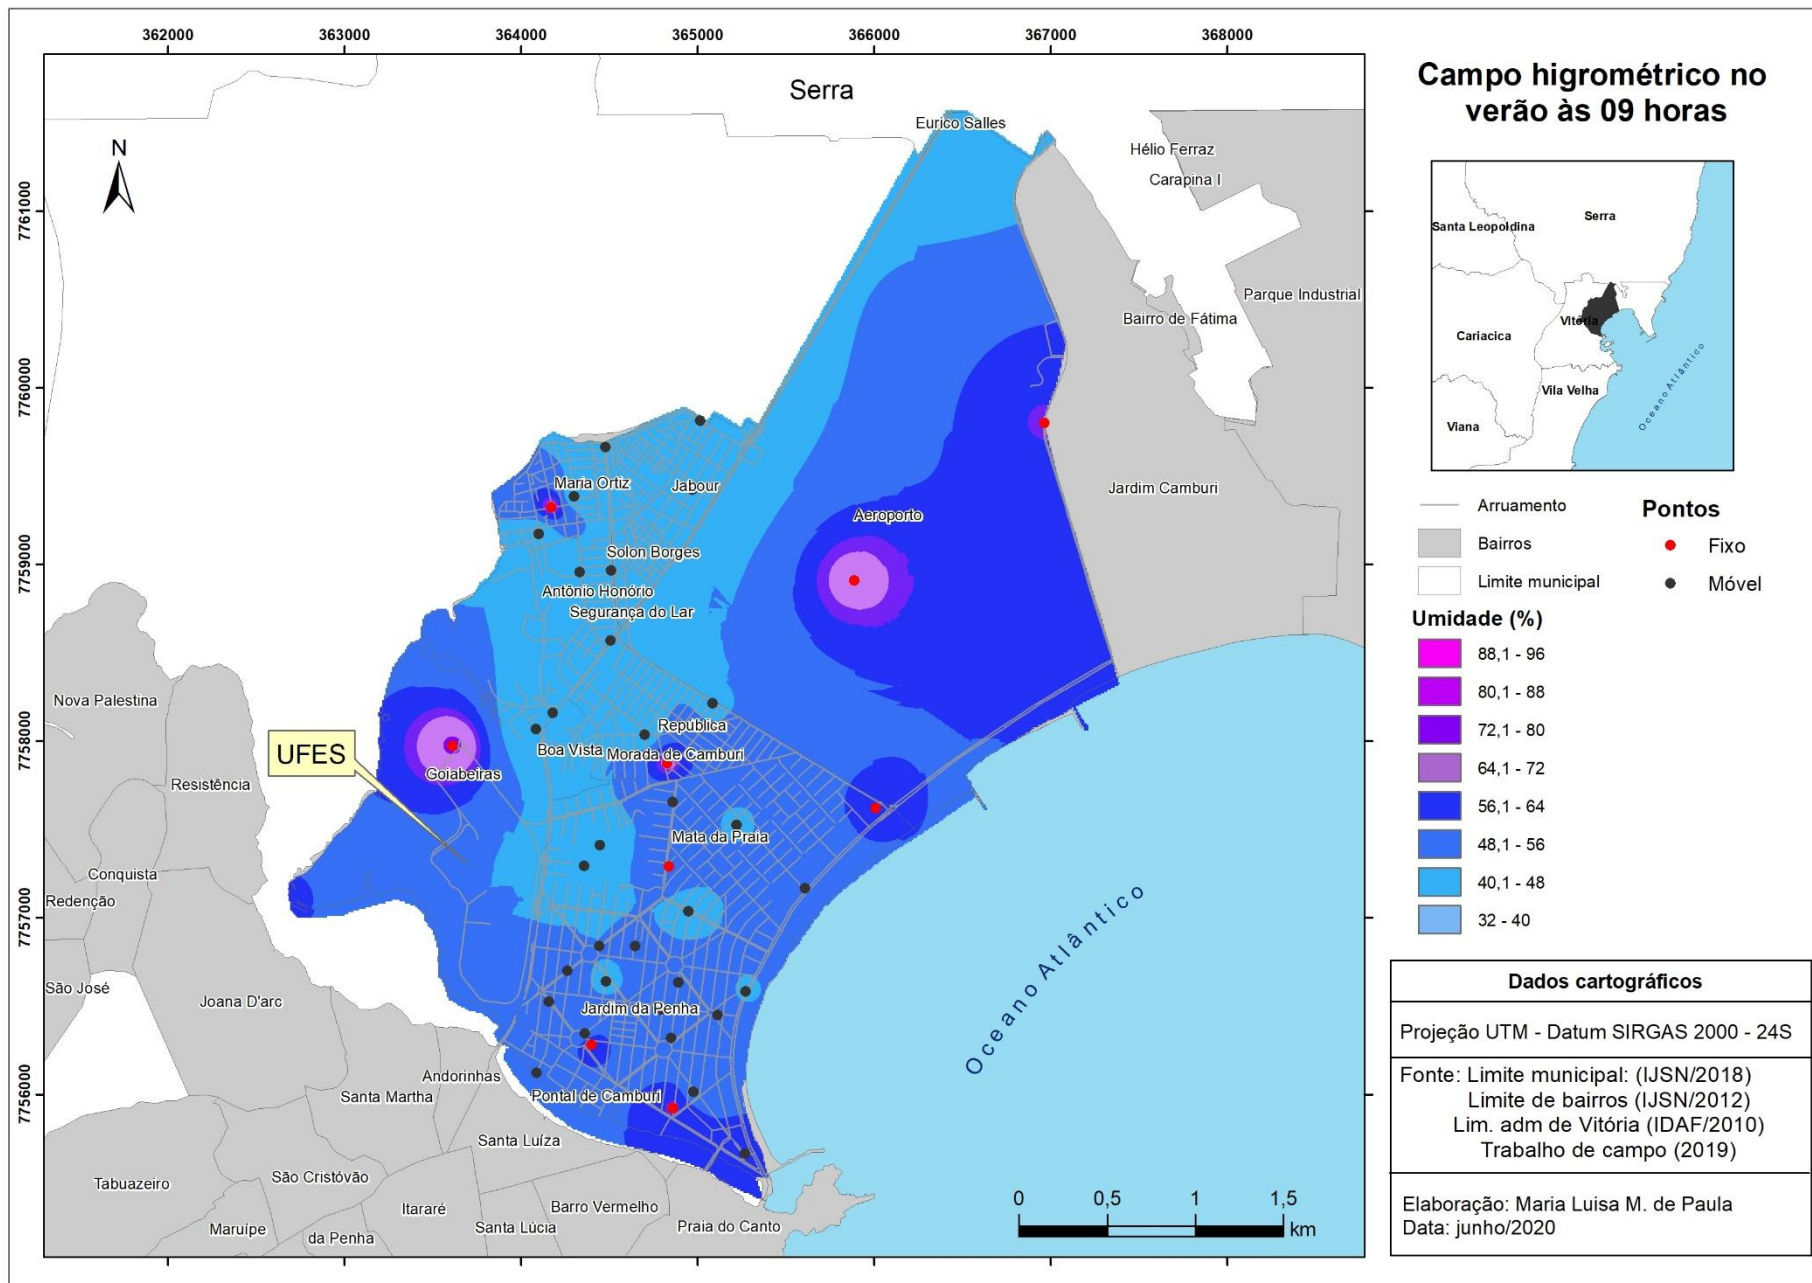 362000
363000
364000
365000
366000
367000
368000
7761000
7760000
7759000
7758000
7757000
7756000
N
Serra
Eurico Salles
Hélio Ferraz
Carapina I
Parque Industrial
Bairro de Fátima
Jardim Camburi
Aeroporto
Maria Ortiz
Jabour
Solon Borges
Antônio Honório
Segurança do Lar
Nova Palestina
República
Boa Vista
Morada de Camburi
UFES
Goiabeiras
Resistência
Mata da Praia
Conquista
Redenção
São José
Joana D'arc
Jardim da Penha
Andorinhas
Santa Martha
Pontal de Camburi
Santa Luíza
São Cristóvão
Tabuazeiro
Itararé
Barro Vermelho
Maruípe
da Penha
Santa Lúcia
Praia do Canto
Oceano Atlântico
0 0,5 1 1,5
km
Campo higrométrico no
verão às 09 horas
Serra
Santa Leopoldina
Vitória
Cariacica
Vila Velha
Viana
Oceano Atlântico
Arruamento
Bairros
Limite municipal
Pontos
Fixo
Móvel
Umidade (%)
88,1 - 96
80,1 - 88
72,1 - 80
64,1 - 72
56,1 - 64
48,1 - 56
40,1 - 48
32 - 40
Dados cartográficos
Projeção UTM - Datum SIRGAS 2000 - 24S
Fonte: Limite municipal: (IJSN/2018)
Limite de bairros (IJSN/2012)
Lim. adm de Vitória (IDAF/2010)
Trabalho de campo (2019)
Elaboração: Maria Luisa M. de Paula
Data: junho/2020